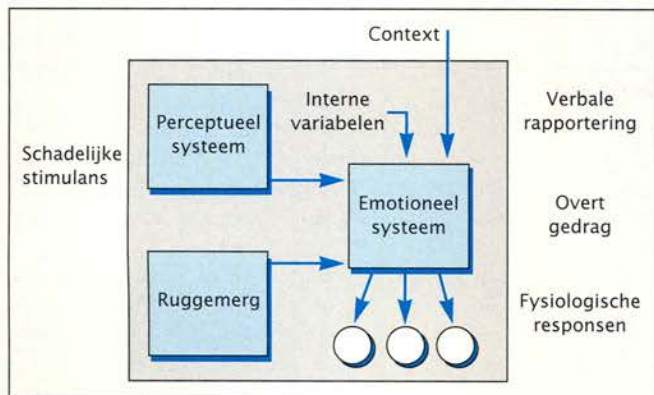 Context
Interne
variabelen
Verbale
rapportering
Perceptueel
systeem
Schadelijke
stimulans
Emotioneel
systeem
Overt
gedrag
Ruggemerg
Fysiologische
responsen